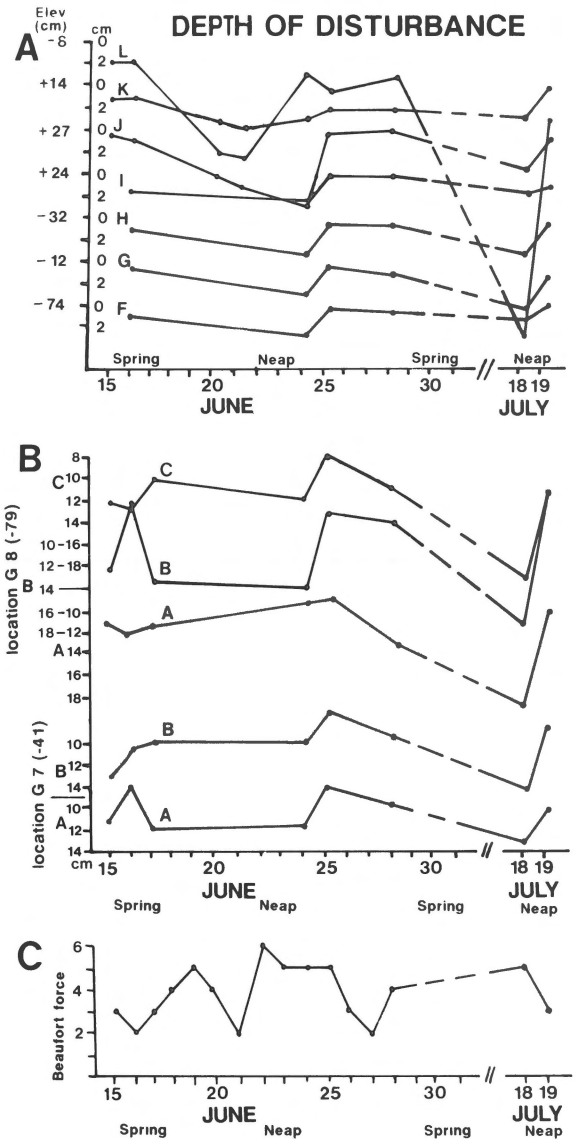 Elev
(cm)
DEPTH OF DISTURBANCE
A
cm
-8 0
L
2
+14 0
K
2
+27 0
J
2
+24 0
I
2
-32 0
H
2
-12 0
G
2
-74 0
F
2
Spring Neap Spring Neap
15 20 25 30 18 19
JUNE JULY
B
8
C 10 C
12
14
10-16
12-18 B
B 14
16-10 A
18-12
A 14
16
18
location G 8 (-79)
B
10
B 12
14
10 A
A
12
14
location G 7 (-41)
cm 15 20 25 30 18 19
JUNE JULY
Spring Neap Spring Neap
C
Beaufort force
6
4
2
15 20 25 30 18 19
JUNE JULY
Spring Neap Spring Neap